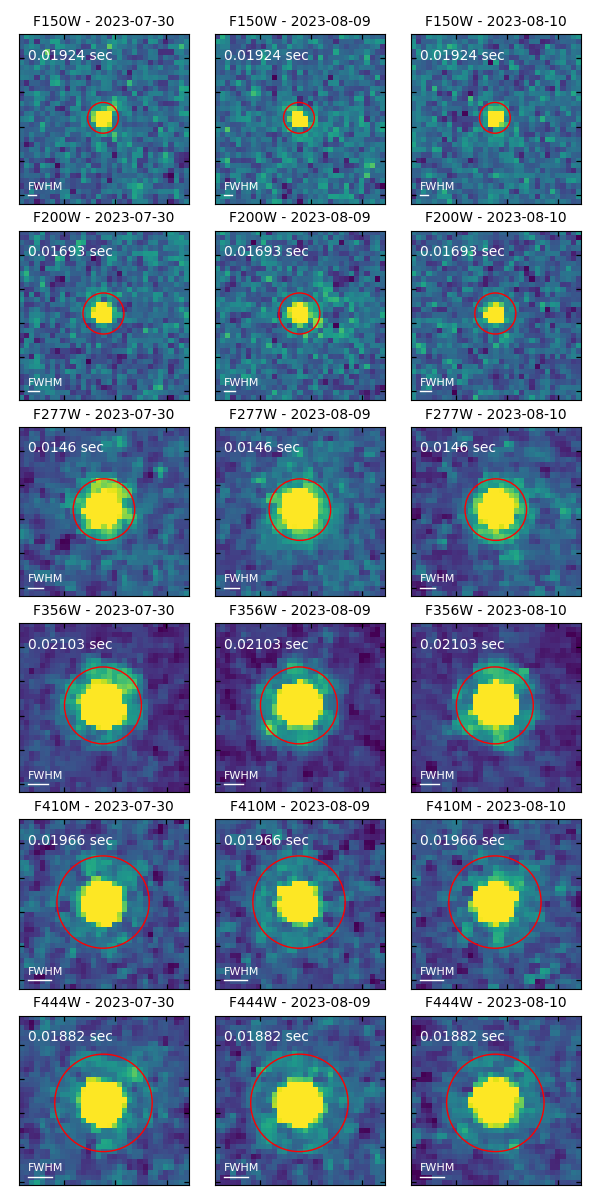 F150W - 2023-07-30 F150W - 2023-08-09 F150W - 2023-08-10
0.01924 sec 0.01924 sec 0.01924 sec
FWHM FWHM FWHM
F200W - 2023-07-30 F200W - 2023-08-09 F200W - 2023-08-10
0.01693 sec 0.01693 sec 0.01693 sec
FWHM FWHM FWHM
F277W - 2023-07-30 F277W - 2023-08-09 F277W - 2023-08-10
0.0146 sec 0.0146 sec 0.0146 sec
FWHM FWHM FWHM
F356W - 2023-07-30 F356W - 2023-08-09 F356W - 2023-08-10
0.02103 sec 0.02103 sec 0.02103 sec
FWHM FWHM FWHM
F410M - 2023-07-30 F410M - 2023-08-09 F410M - 2023-08-10
0.01966 sec 0.01966 sec 0.01966 sec
FWHM FWHM FWHM
F444W - 2023-07-30 F444W - 2023-08-09 F444W - 2023-08-10
0.01882 sec 0.01882 sec 0.01882 sec
FWHM FWHM FWHM